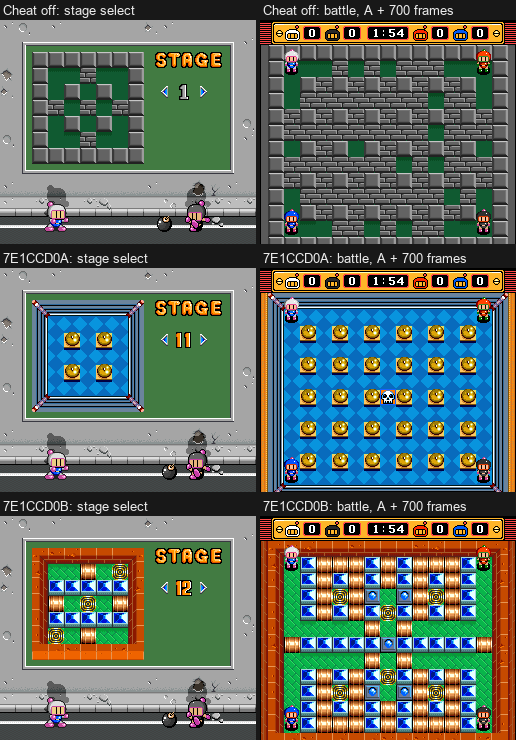 Cheat off: stage select
Cheat off: battle, A + 700 frames
STAGE
1
0 0 1:54 0 0
7E1CCD0A: stage select
7E1CCD0A: battle, A + 700 frames
STAGE
11
0 0 1:54 0 0
7E1CCD0B: stage select
7E1CCD0B: battle, A + 700 frames
STAGE
12
0 0 1:54 0 0